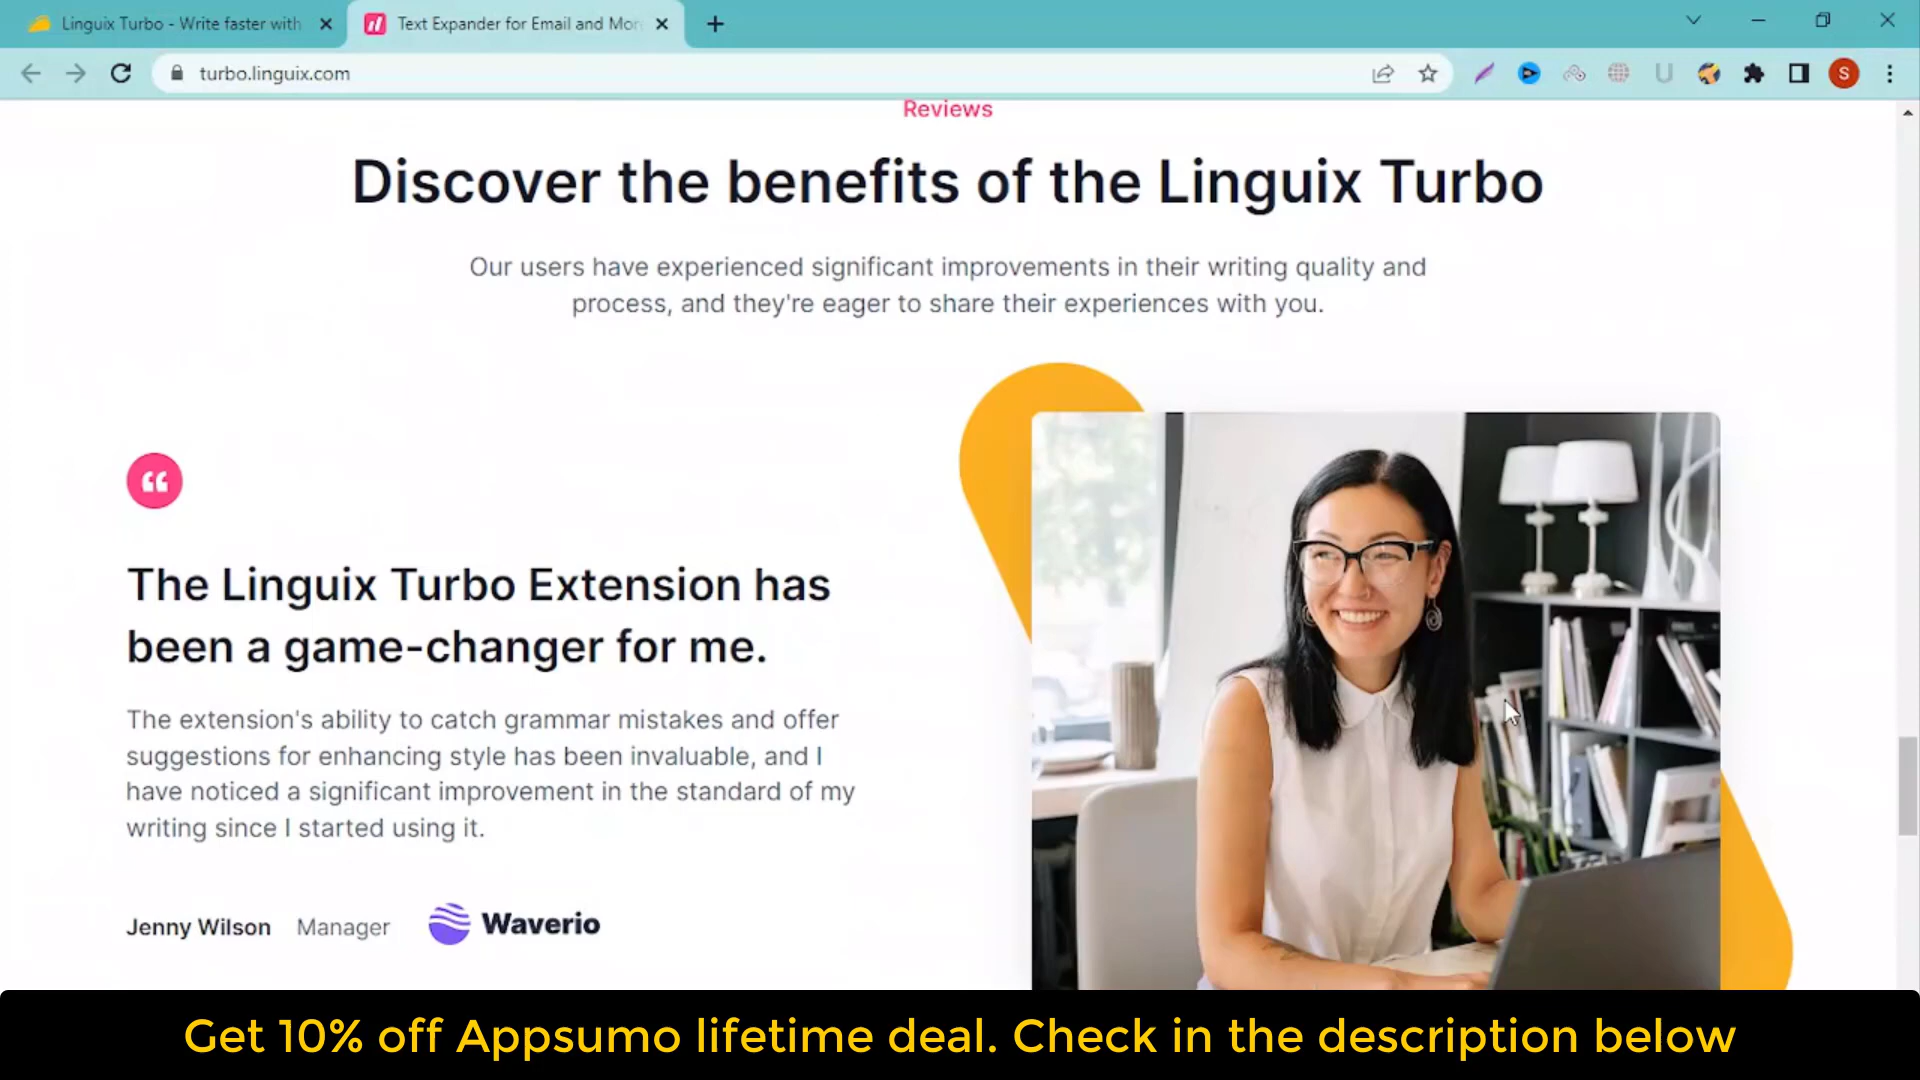 Linguix Turbo - Write faster with
Text Expander for Email and Mor
turbo.linguix.com
U
S
Reviews
Discover the benefits of the Linguix Turbo
Our users have experienced significant improvements in their writing quality and
process, and they're eager to share their experiences with you.
The Linguix Turbo Extension has
been a game-changer for me.
The extension's ability to catch grammar mistakes and offer
suggestions for enhancing style has been invaluable, and I
have noticed a significant improvement in the standard of my
writing since I started using it.
Jenny Wilson Manager Waverio
Get 10% off Appsumo lifetime deal. Check in the description below